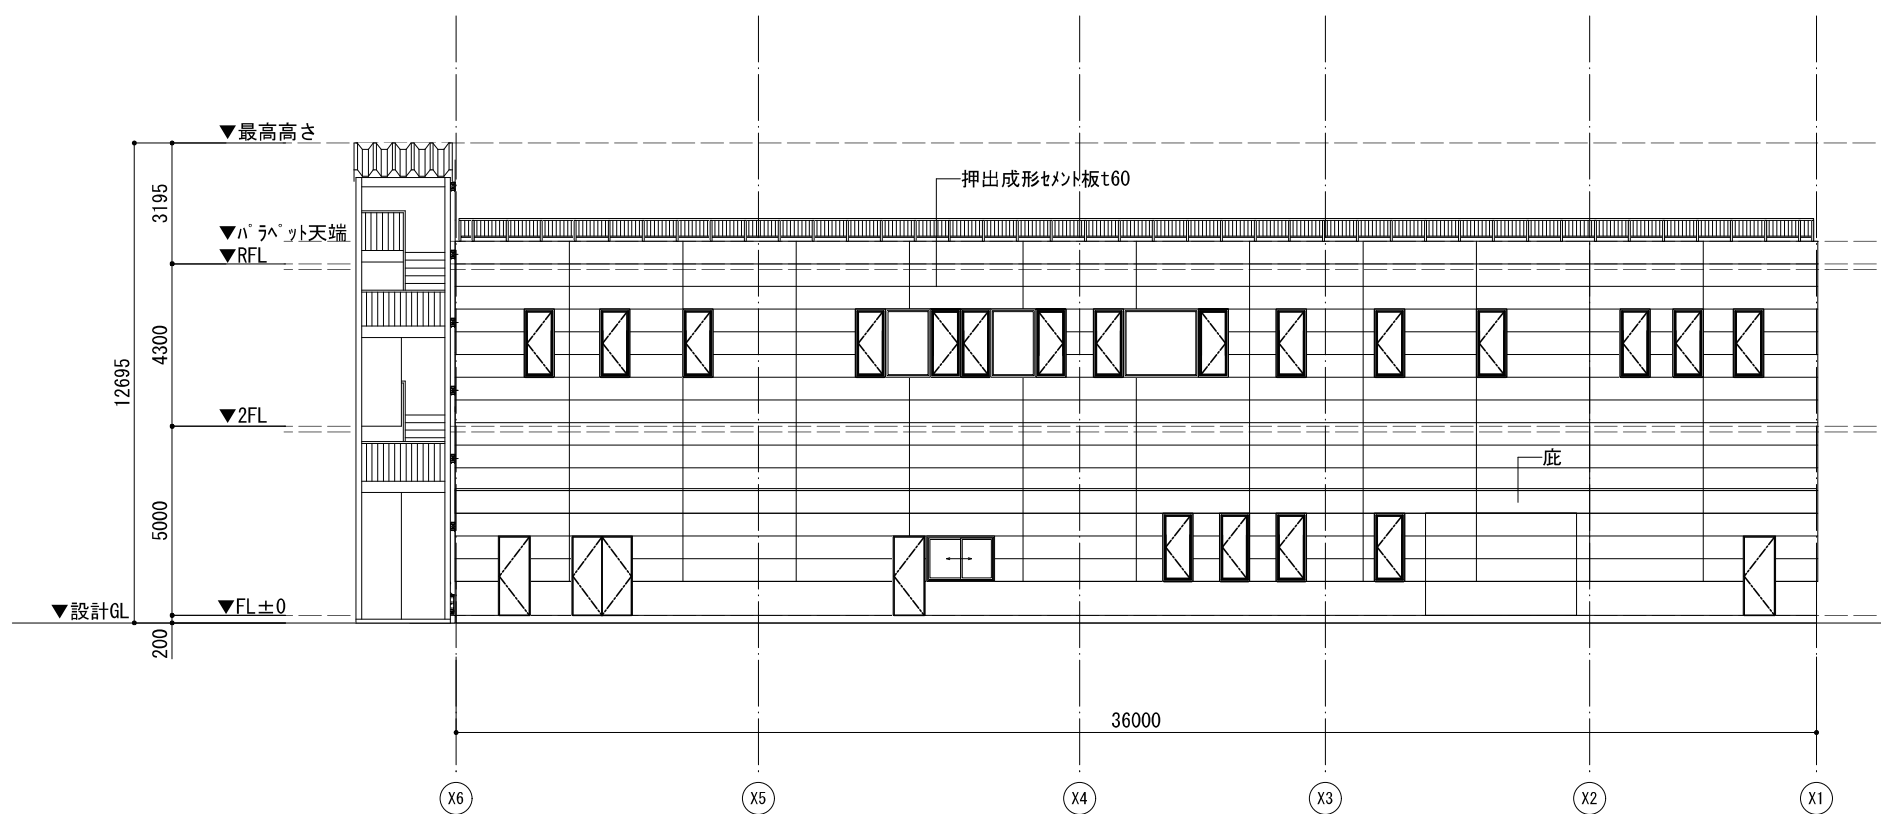 ▼最高高さ
3195
押出成形ｾﾒﾝﾄ板t60
▼ﾊﾟﾗﾍﾟｯﾄ天端
▼RFL
4300
12695
▼2FL
庇
5000
▼FL±0
▼設計GL
200
36000
X6 X5 X4 X3 X2 X1